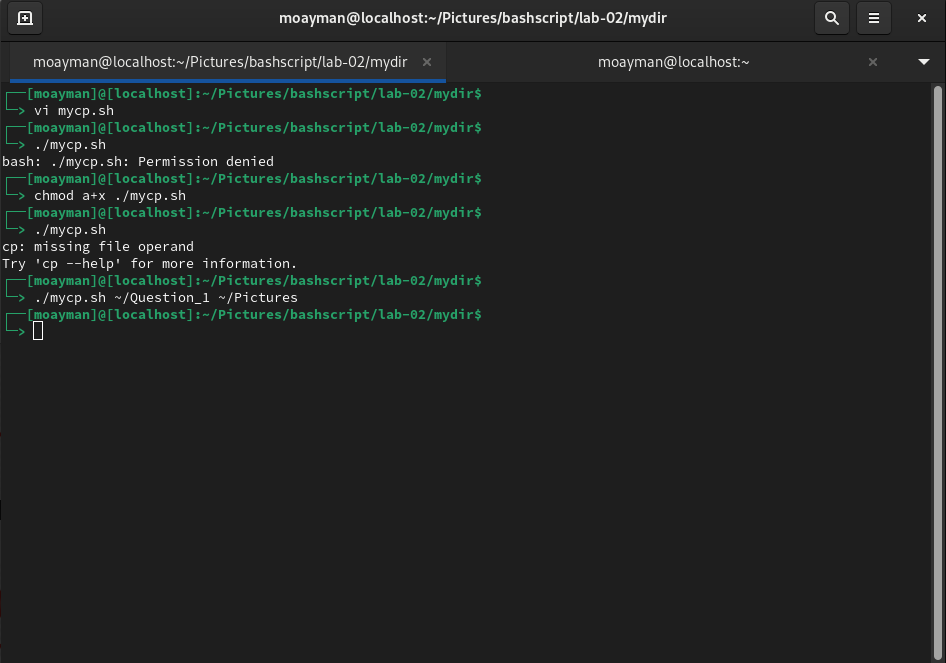 moayman@localhost:~/Pictures/bashscript/lab-02/mydir
moayman@localhost:~/Pictures/bashscript/lab-02/mydir
moayman@localhost:~
[moayman]@[localhost]:~/Pictures/bashscript/lab-02/mydir$
vi mycp.sh
[moayman]@[localhost]:~/Pictures/bashscript/lab-02/mydir$
./mycp.sh
bash: ./mycp.sh: Permission denied
[moayman]@[localhost]:~/Pictures/bashscript/lab-02/mydir$
chmod a+x ./mycp.sh
[moayman]@[localhost]:~/Pictures/bashscript/lab-02/mydir$
./mycp.sh
cp: missing file operand
Try 'cp --help' for more information.
[moayman]@[localhost]:~/Pictures/bashscript/lab-02/mydir$
./mycp.sh ~/Question_1 ~/Pictures
[moayman]@[localhost]:~/Pictures/bashscript/lab-02/mydir$